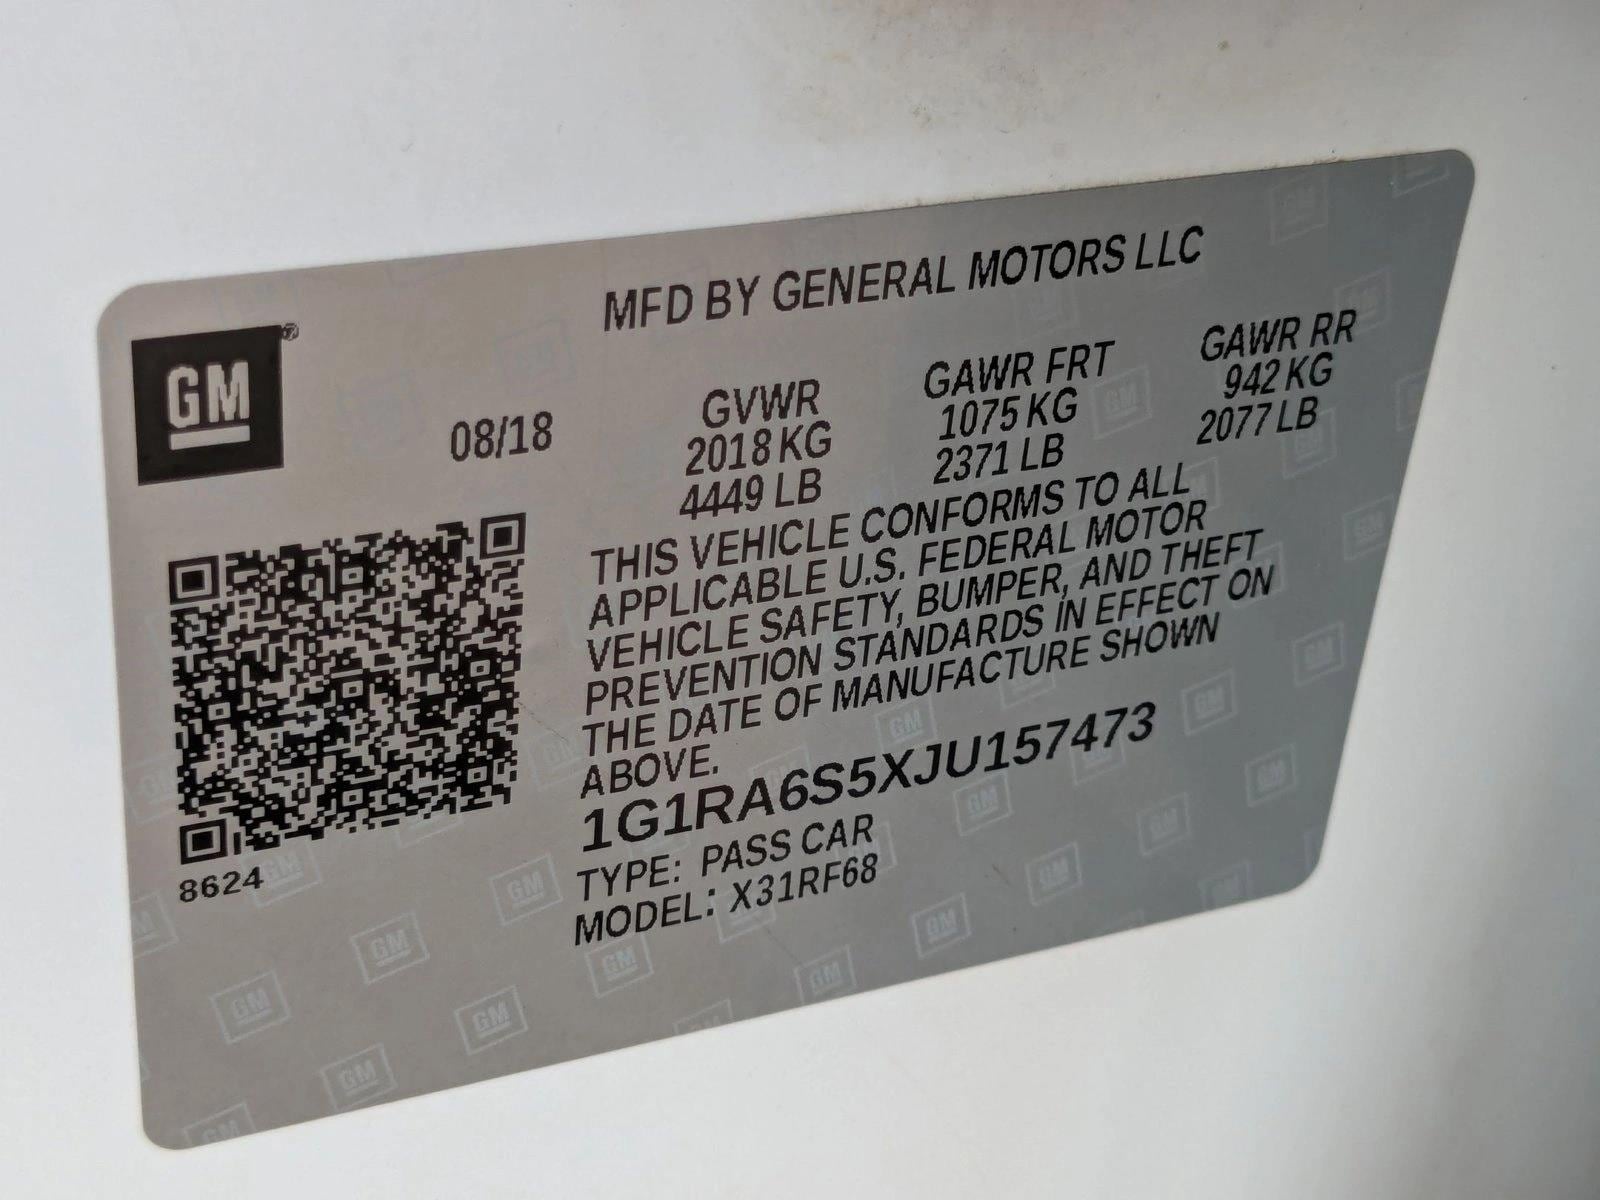 MFD BY GENERAL MOTORS LLC
GM
08/18
GVWR
2018 KG
4449 LB
GAWR FRT
1075 KG
2371 LB
GAWR RR
942 KG
2077 LB
THIS VEHICLE CONFORMS TO ALL
APPLICABLE U.S. FEDERAL MOTOR
VEHICLE SAFETY, BUMPER, AND THEFT
PREVENTION STANDARDS IN EFFECT ON
THE DATE OF MANUFACTURE SHOWN
ABOVE.
1G1RA6S5XJU157473
TYPE: PASS CAR
MODEL: X31RF68
8624